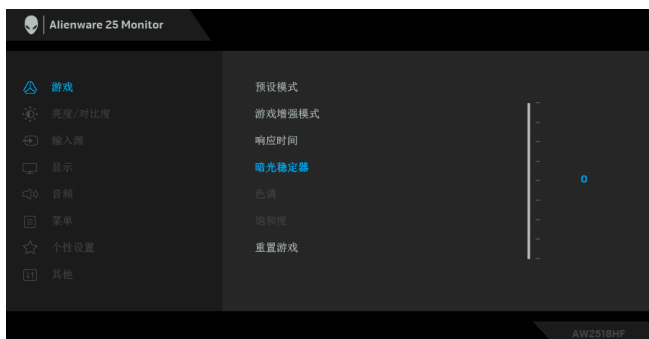 Alienware 25 Monitor
游戏
亮度/对比度
输入源
显示
音频
菜单
个性设置
其他
预设模式
游戏增强模式
响应时间
暗光稳定器
色调
饱和度
重置游戏
0
AW2518HF